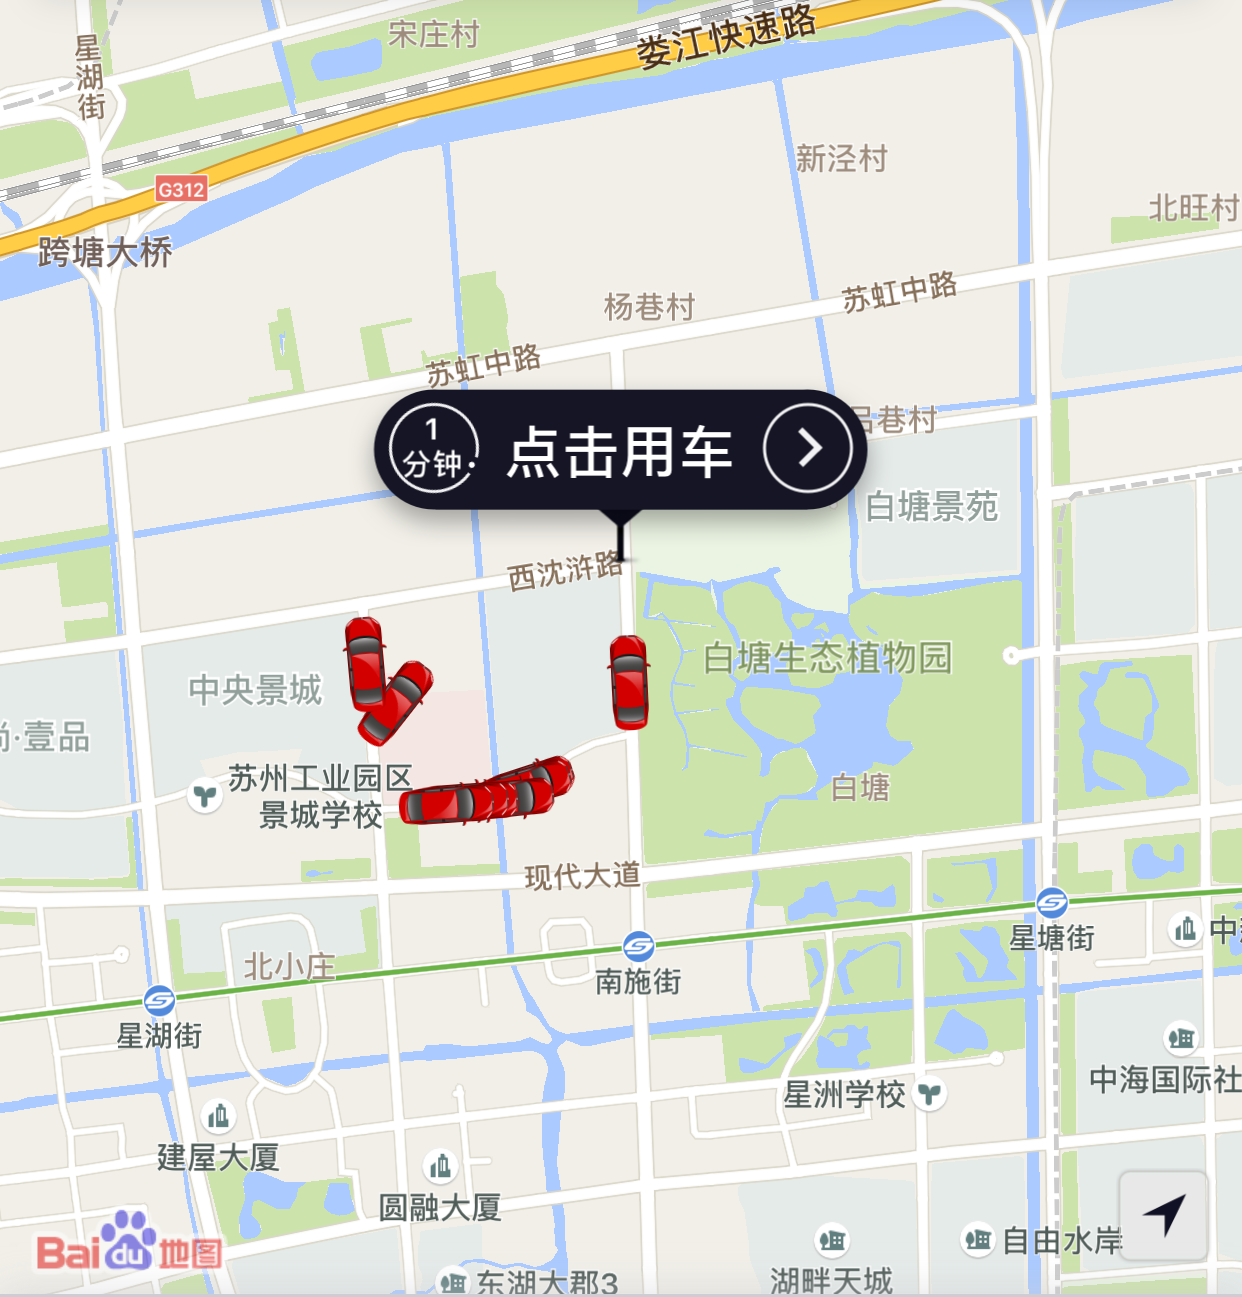 宋庄村
娄江快速路
星湖街
新泾村
G312
北旺村
跨塘大桥
苏虹中路
杨巷村
苏虹中路
1
分钟
点击用车
吕巷村
白塘景苑
西沈浒路
白塘生态植物园
中央景城
尚·壹品
苏州工业园区
景城学校
白塘
现代大道
星塘街
南施街
北小庄
星湖街
中海国际社
星洲学校
建屋大厦
圆融大厦
自由水岸
Bai du 地图
湖畔天城
东湖大郡3